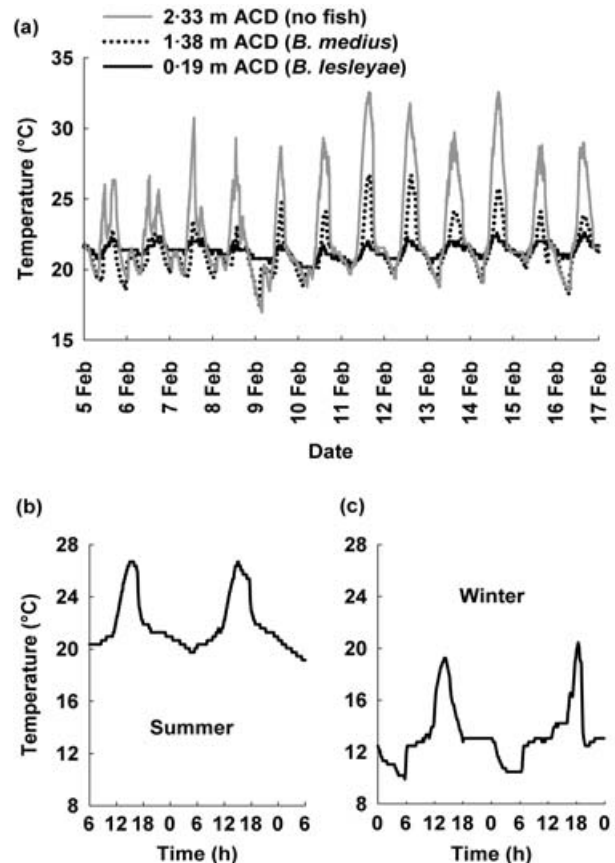 (a)
2·33 m ACD (no fish)
1·38 m ACD (B. medius)
0·19 m ACD (B. lesleyae)
35
30
25
20
15
Temperature (°C)
5 Feb
6 Feb
7 Feb
8 Feb
9 Feb
10 Feb
11 Feb
12 Feb
13 Feb
14 Feb
15 Feb
16 Feb
17 Feb
Date
(b)
28
24
20
16
12
8
Temperature (°C)
Summer
6 12 18 0 6 12 18 0 6
Time (h)
(c)
28
24
20
16
12
8
Winter
0 6 12 18 0 6 12 18 0
Time (h)